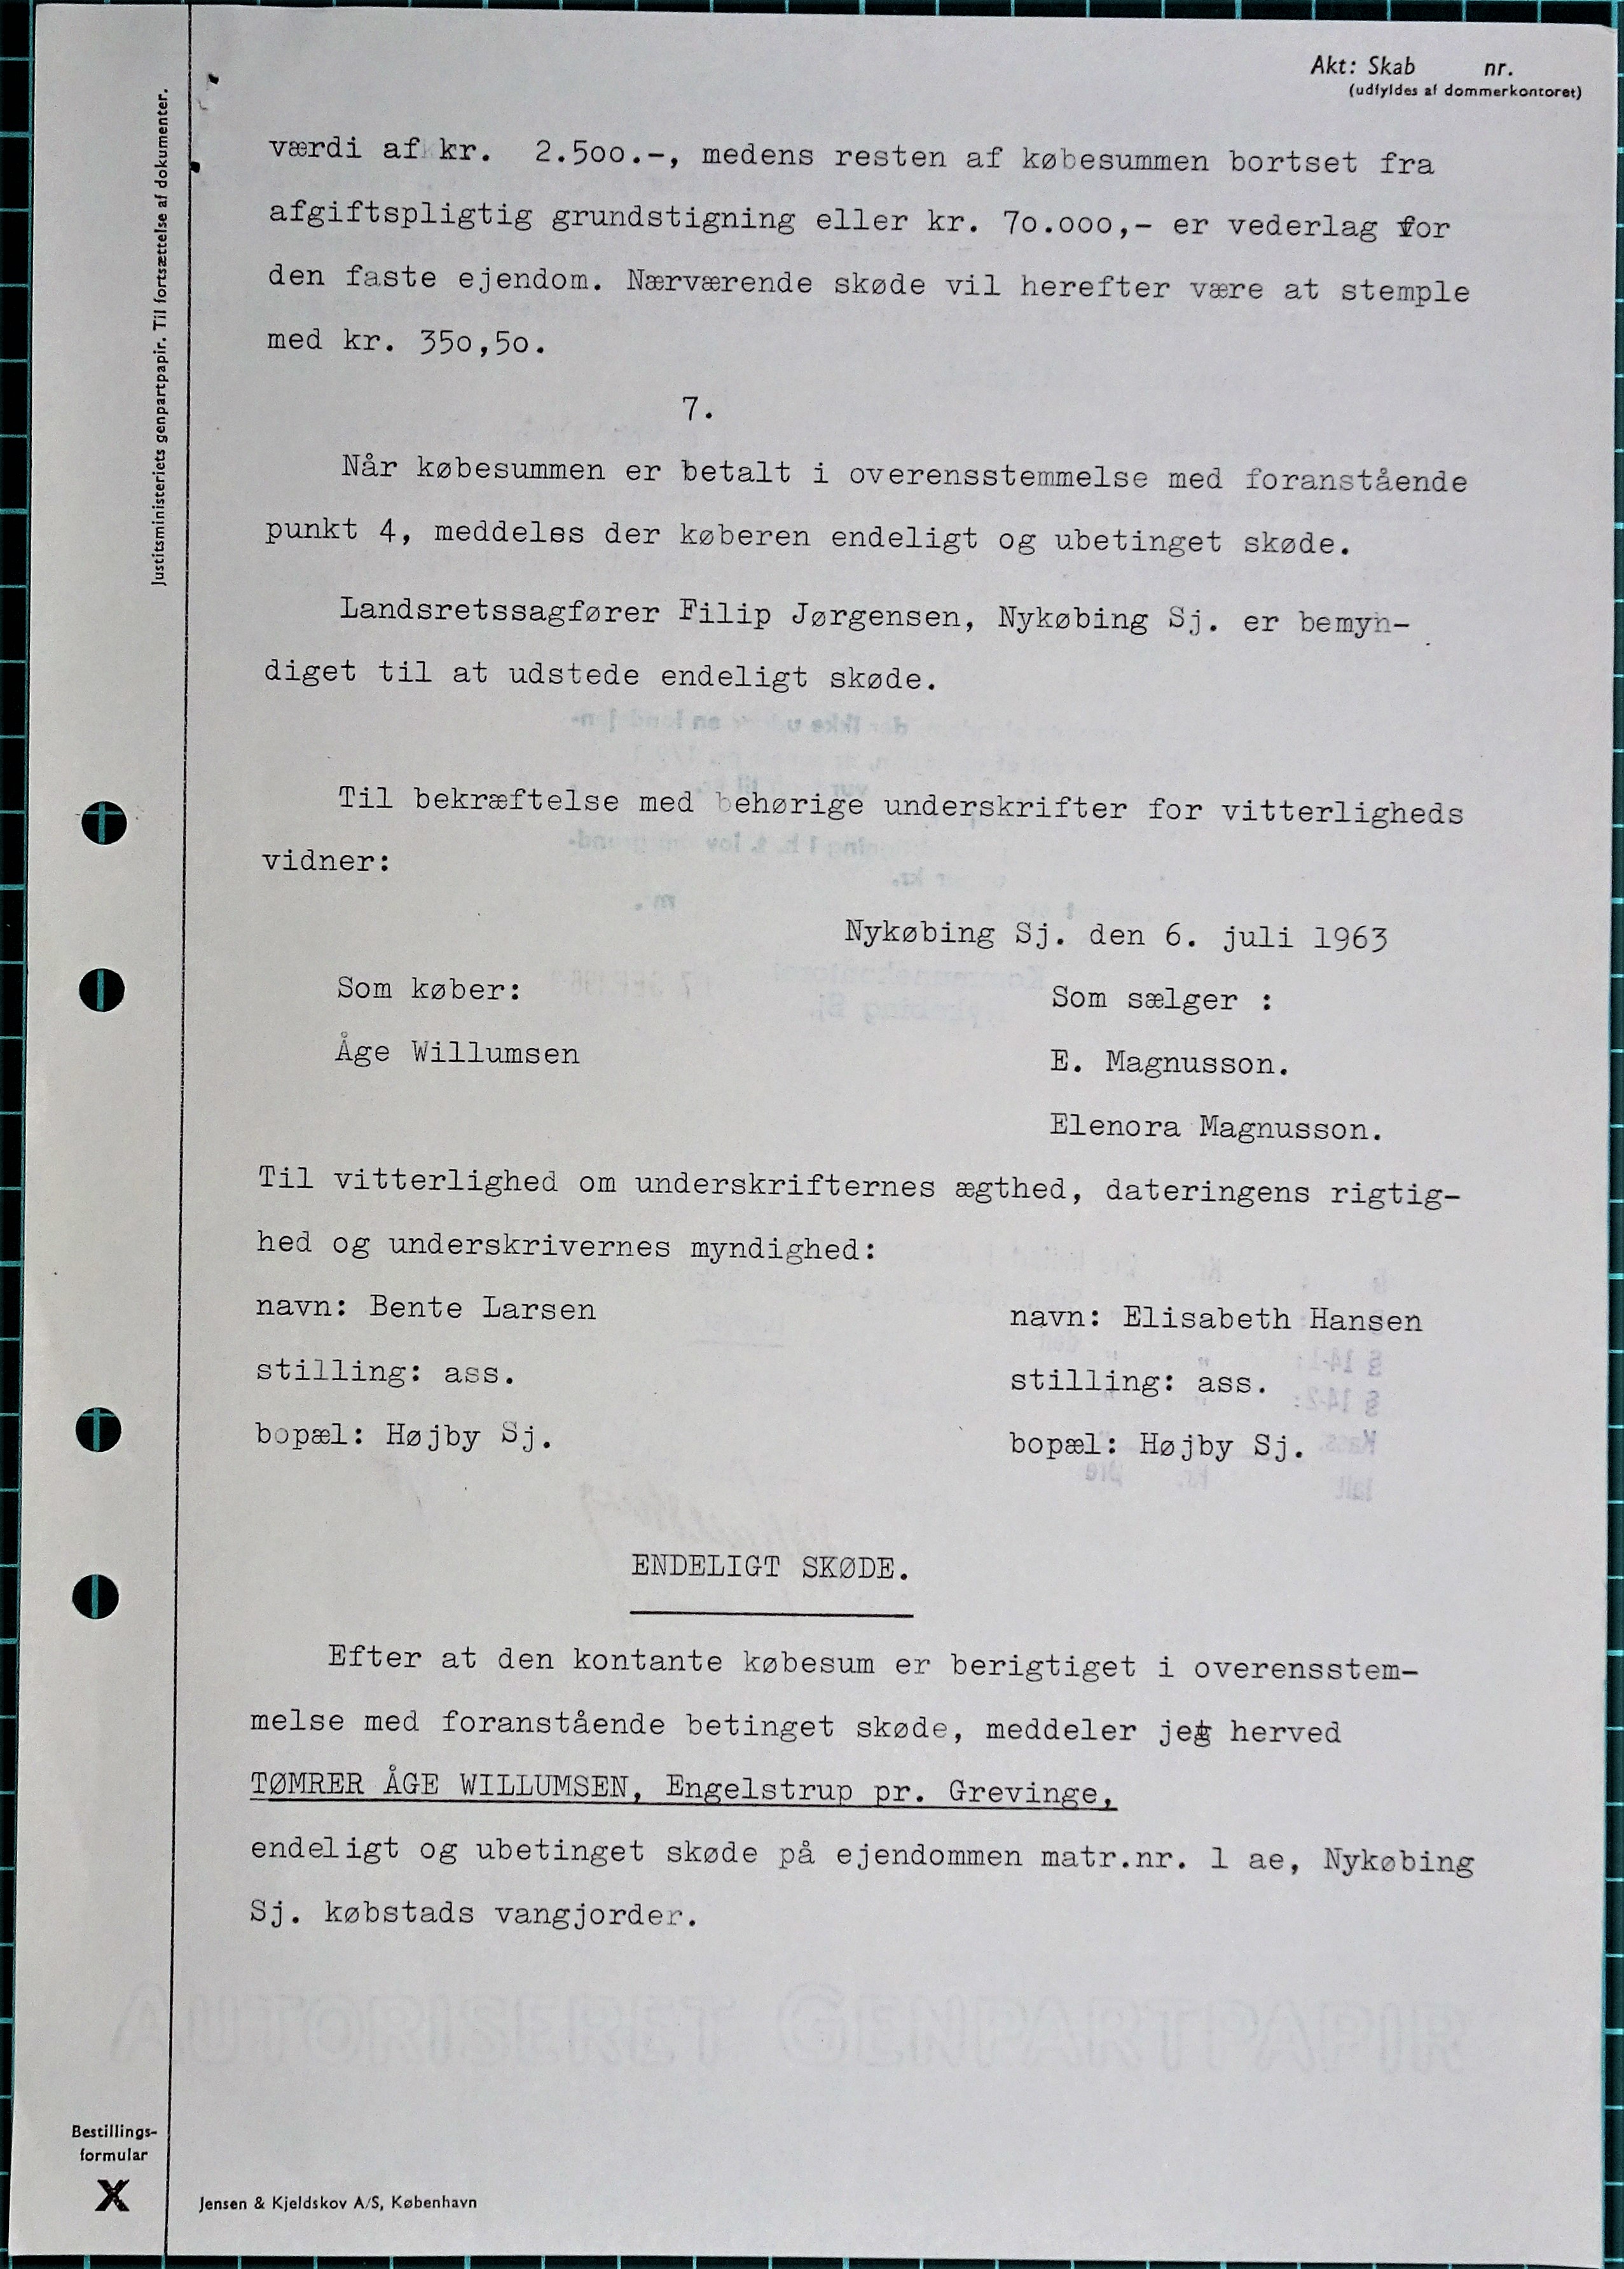 Akt: Skab nr.
(udfyldes af dommerkontoret)
Justitsministeriets genpartpapir. Til fortsættelse af dokumenter.
værdi af kr. 2.500.-, medens resten af købesummen bortset fra
afgiftspligtig grundstigning eller kr. 70.000,- er vederlag for
den faste ejendom. Nærværende skøde vil herefter være at stemple
med kr. 350,50.
7.
Når købesummen er betalt i overensstemmelse med foranstående
punkt 4, meddeles der køberen endeligt og ubetinget skøde.
Landsretssagfører Filip Jørgensen, Nykøbing Sj. er bemyn-
diget til at udstede endeligt skøde.
Til bekræftelse med behørige underskrifter for vitterligheds
vidner:
Nykøbing Sj. den 6. juli 1963
Som køber: Som sælger :
Åge Willumsen E. Magnusson.
Elenora Magnusson.
Til vitterlighed om underskrifternes ægthed, dateringens rigtig-
hed og underskrivernes myndighed:
navn: Bente Larsen navn: Elisabeth Hansen
stilling: ass. stilling: ass.
bopæl: Højby Sj. bopæl: Højby Sj.
ENDELIGT SKØDE.
Efter at den kontante købesum er berigtiget i overensstem-
melse med foranstående betinget skøde, meddeler jeg herved
TØMRER ÅGE WILLUMSEN, Engelstrup pr. Grevinge,
endeligt og ubetinget skøde på ejendommen matr.nr. 1 ae, Nykøbing
Sj. købstads vangjorder.
AUTORISERET GENPARTPAPIR
Bestillings-
formular
X
Jensen & Kjeldskov A/S, København